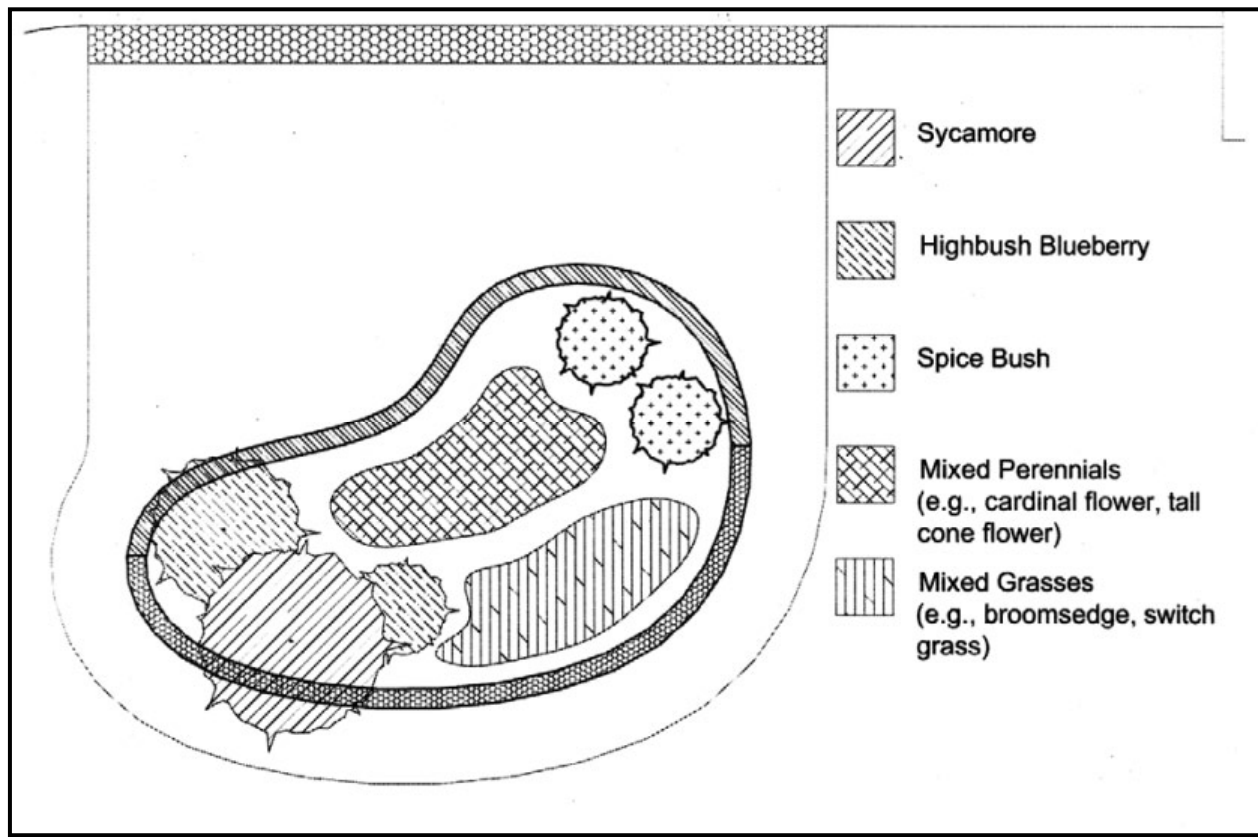 Sycamore
Highbush Blueberry
Spice Bush
Mixed Perennials
(e.g., cardinal flower, tall
cone flower)
Mixed Grasses
(e.g., broomsedge, switch
grass)